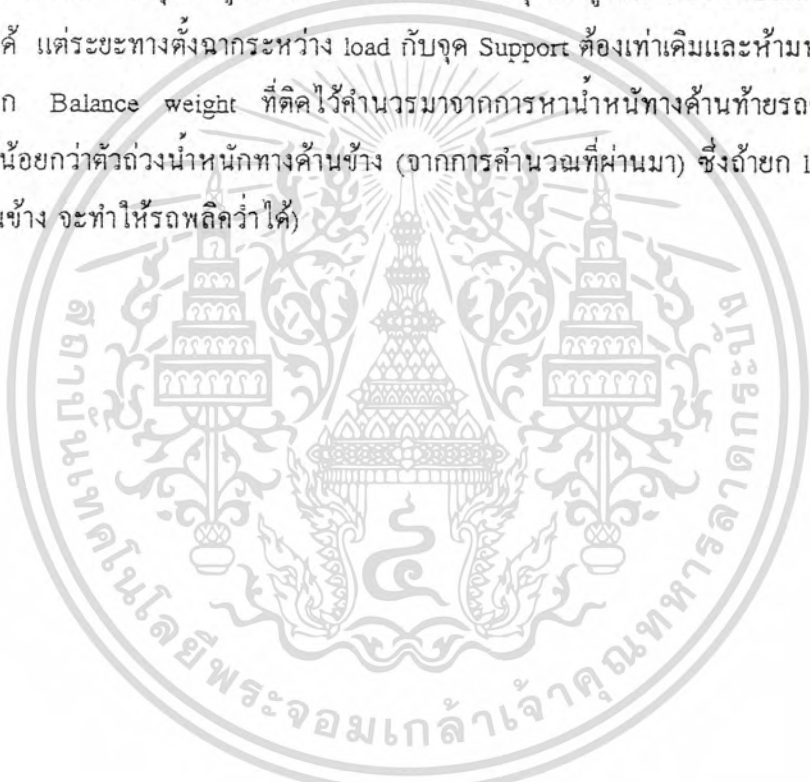 ได้ แต่ระยะทางตั้งฉากระหว่าง load กับจุด Support ต้องเท่าเดิมและห้าม
Balance weight ที่ติดไว้คำนวรมาจากการหาน้ำหนัทางด้านท้ายรถ
น้อยกว่าตัวถ่วงน้ำหนักทางด้านข้าง (จากการคำนวณที่ผ่านมา) ซึ่งถ้ายก
จะทำให้รถพลิคว่ำได้)
สถาบันเทคโนโลยีพระจอมเกล้าเจ้าคุณทหารลาดกระบัง